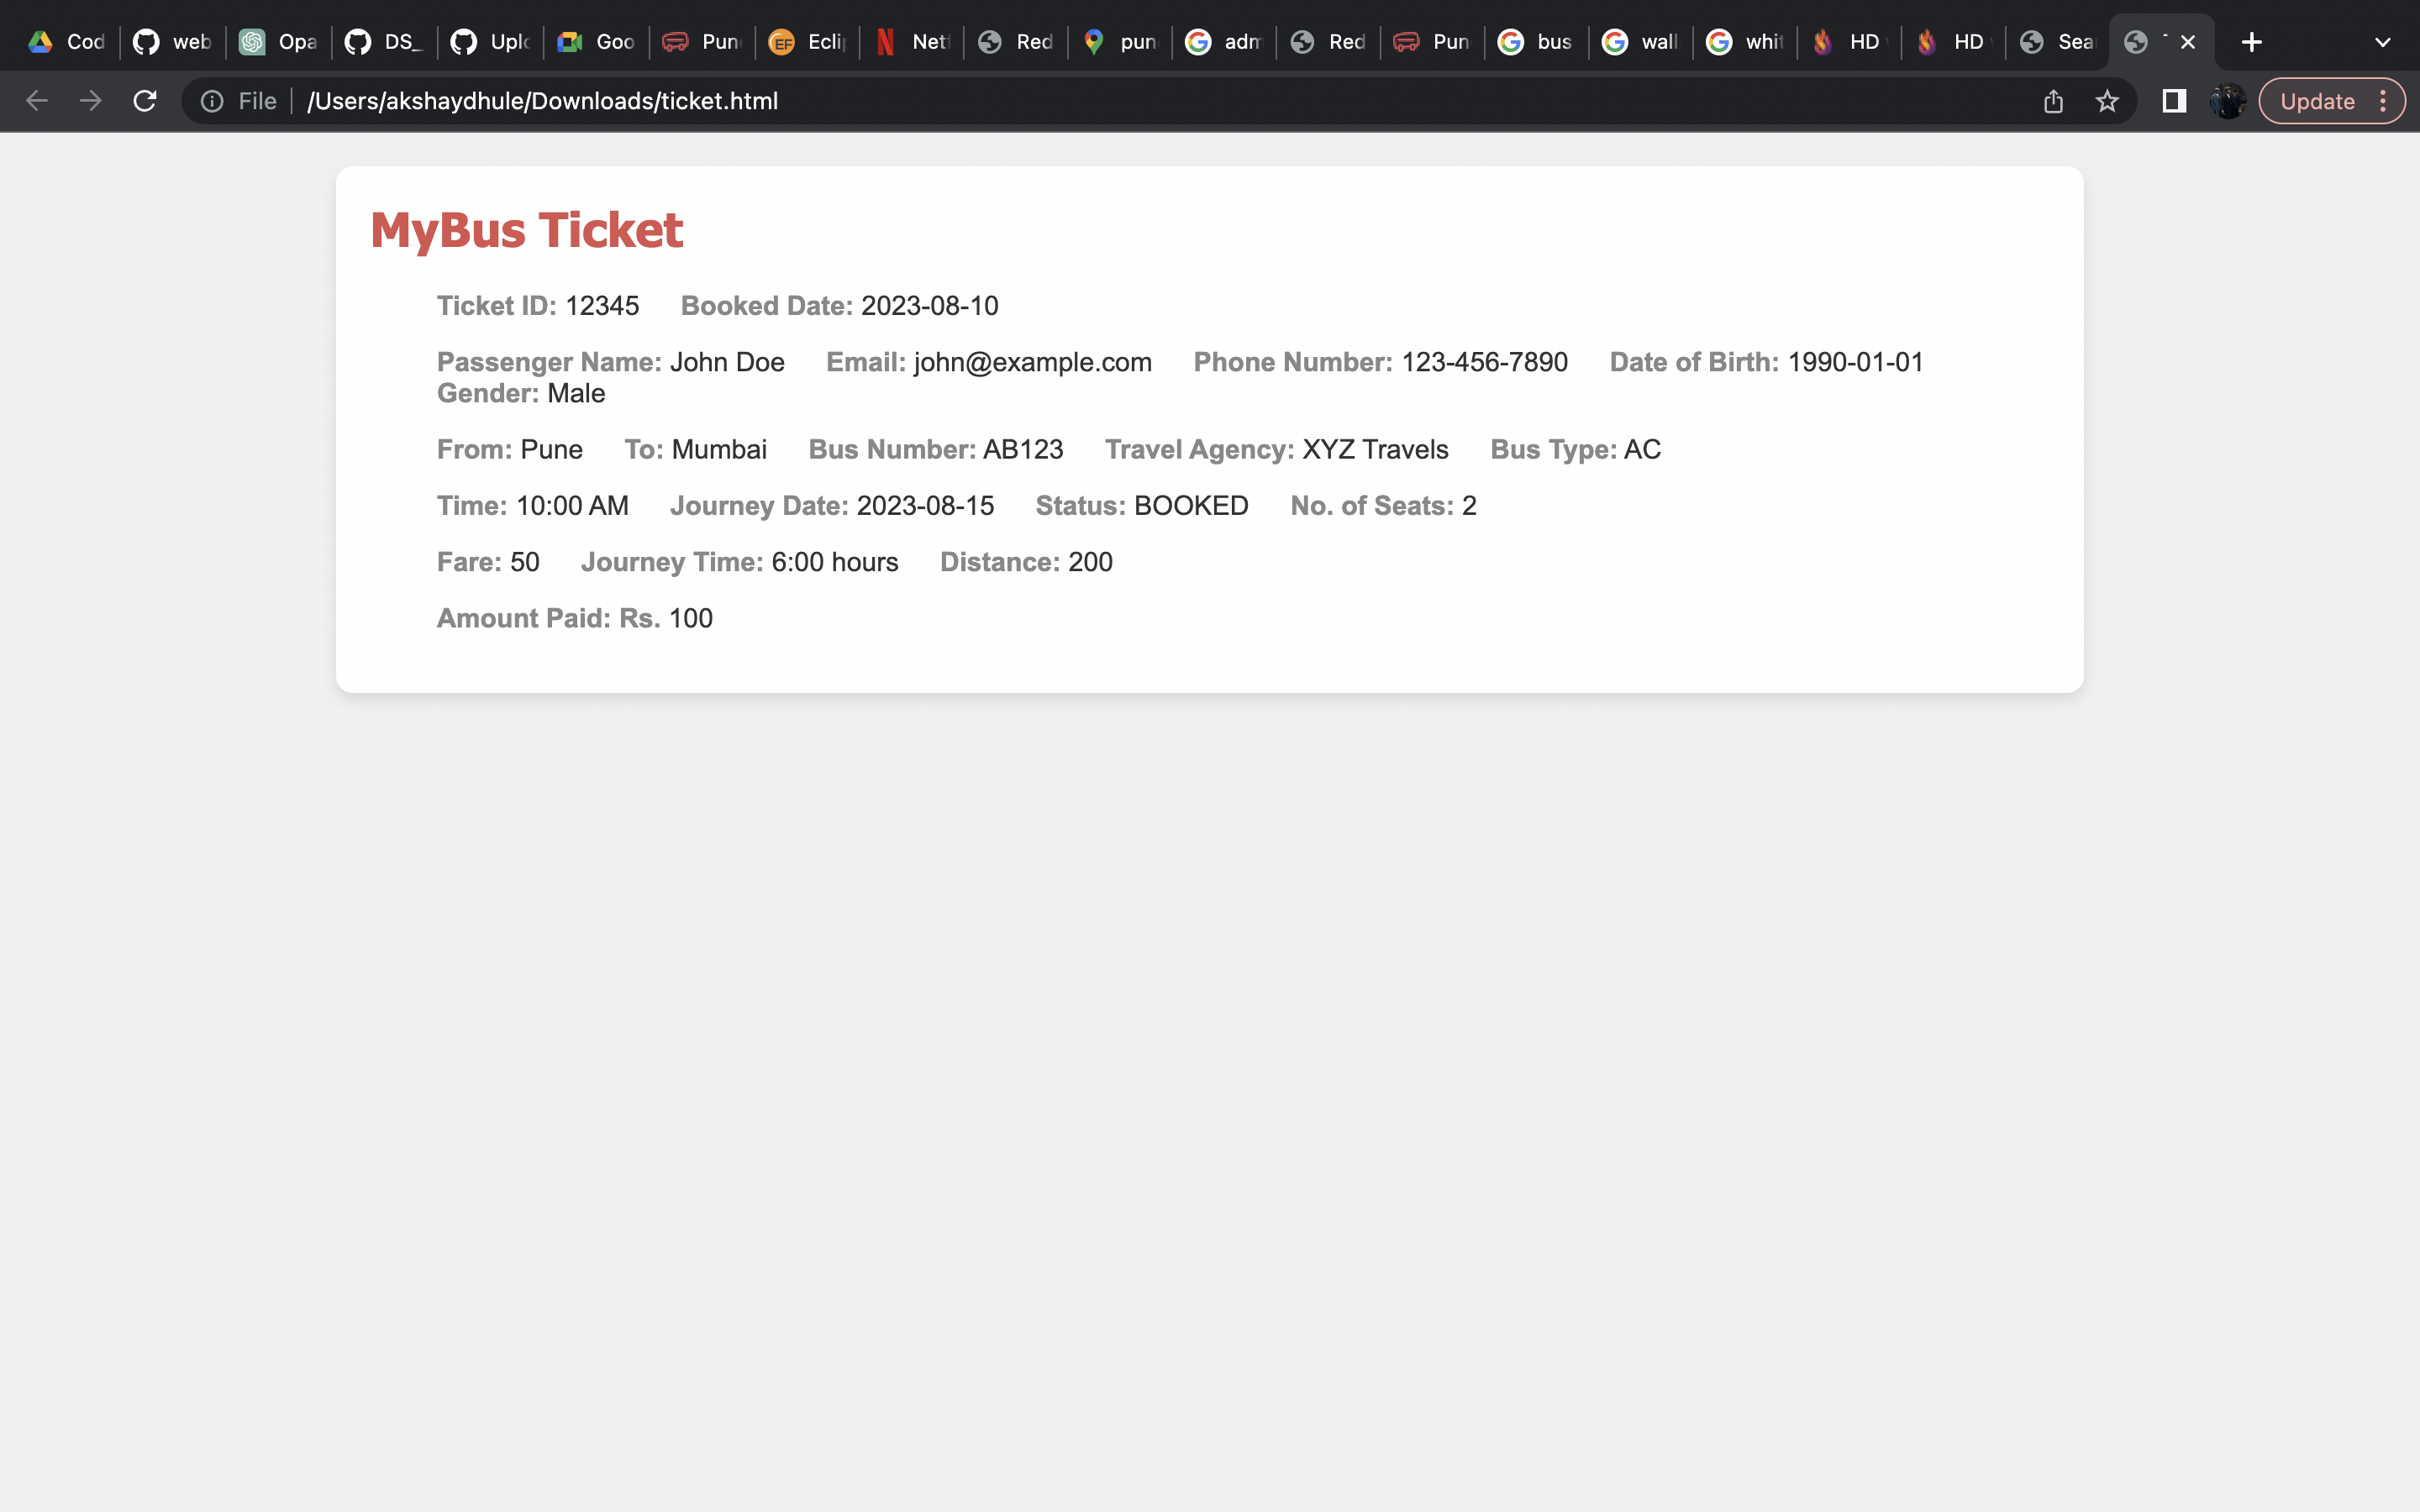 Cod web Opa DS_ Uplo Goo Pun Eclip Netf Red pun adm Red Pun bus wall whit HD HD Sea
File /Users/akshaydhule/Downloads/ticket.html Update
MyBus Ticket
Ticket ID: 12345 Booked Date: 2023-08-10
Passenger Name: John Doe Email: john@example.com Phone Number: 123-456-7890 Date of Birth: 1990-01-01
Gender: Male
From: Pune To: Mumbai Bus Number: AB123 Travel Agency: XYZ Travels Bus Type: AC
Time: 10:00 AM Journey Date: 2023-08-15 Status: BOOKED No. of Seats: 2
Fare: 50 Journey Time: 6:00 hours Distance: 200
Amount Paid: Rs. 100